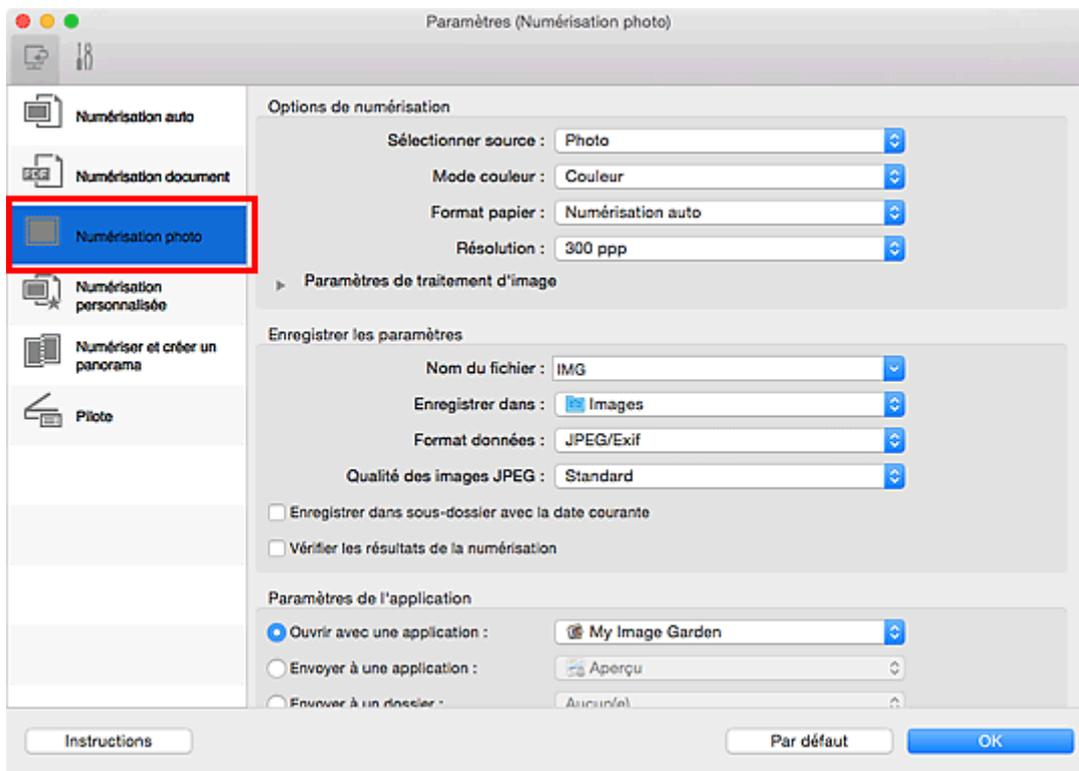 Paramètres (Numérisation photo)
Numérisation auto
Numérisation document
Numérisation photo
Numérisation
personnalisée
Numériser et créer un
panorama
Pilote
Options de numérisation
Sélectionner source : Photo
Mode couleur : Couleur
Format papier : Numérisation auto
Résolution : 300 ppp
Paramètres de traitement d'image
Enregistrer les paramètres
Nom du fichier : IMG
Enregistrer dans : Images
Format données : JPEG/Exif
Qualité des images JPEG : Standard
Enregistrer dans sous-dossier avec la date courante
Vérifier les résultats de la numérisation
Paramètres de l'application
Ouvrir avec une application : My Image Garden
Envoyer à une application : Aperçu
Envoyer à un dossier : Aucun(e)
Instructions
Par défaut
OK